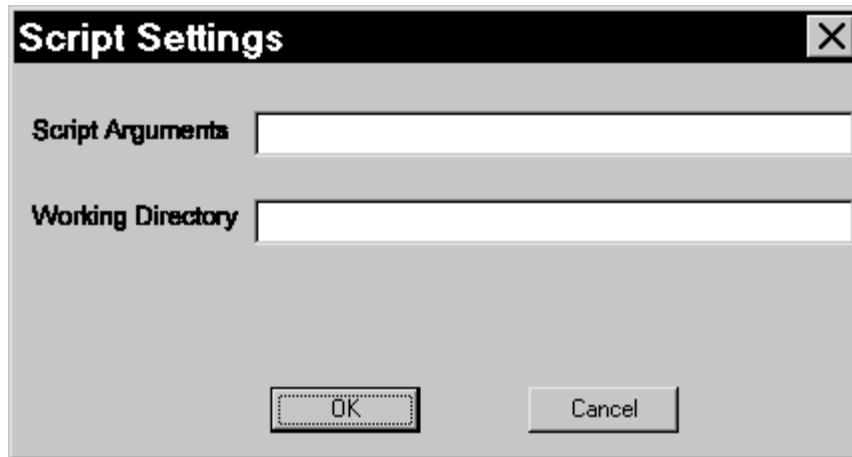 Script Settings
Script Arguments
Working Directory
OK
Cancel